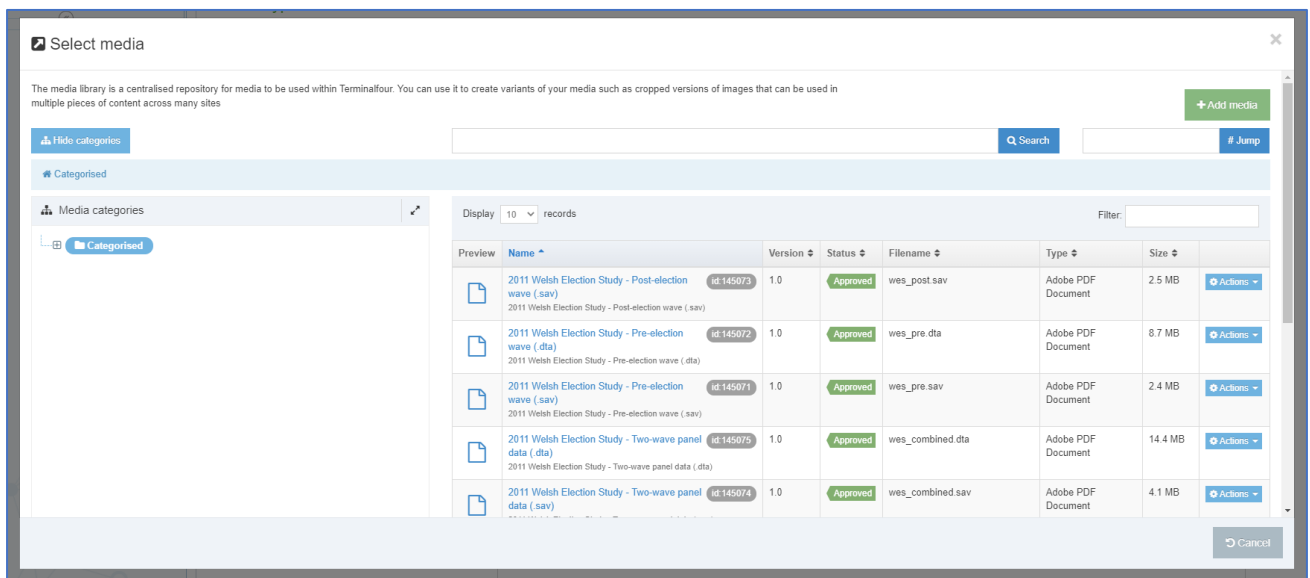 Select media
×
The media library is a centralised repository for media to be used within Terminalfour. You can use it to create variants of your media such as cropped versions of images that can be used in
multiple pieces of content across many sites
+ Add media
Hide categories
Search
# Jump
Categorised
Media categories
Display 10 records
Filter:
Categorised
Preview Name Version Status Filename Type Size
2011 Welsh Election Study - Post-election id:145073 1.0 Approved wes_post.sav Adobe PDF 2.5 MB Actions
wave (.sav) Document
2011 Welsh Election Study - Post-election wave (.sav)
2011 Welsh Election Study - Pre-election id:145072 1.0 Approved wes_pre.dta Adobe PDF 8.7 MB Actions
wave (.dta) Document
2011 Welsh Election Study - Pre-election wave (.dta)
2011 Welsh Election Study - Pre-election id:145071 1.0 Approved wes_pre.sav Adobe PDF 2.4 MB Actions
wave (.sav) Document
2011 Welsh Election Study - Pre-election wave (.sav)
2011 Welsh Election Study - Two-wave panel id:145075 1.0 Approved wes_combined.dta Adobe PDF 14.4 MB Actions
data (.dta) Document
2011 Welsh Election Study - Two-wave panel data (.dta)
2011 Welsh Election Study - Two-wave panel id:145074 1.0 Approved wes_combined.sav Adobe PDF 4.1 MB Actions
data (.sav) Document
Cancel